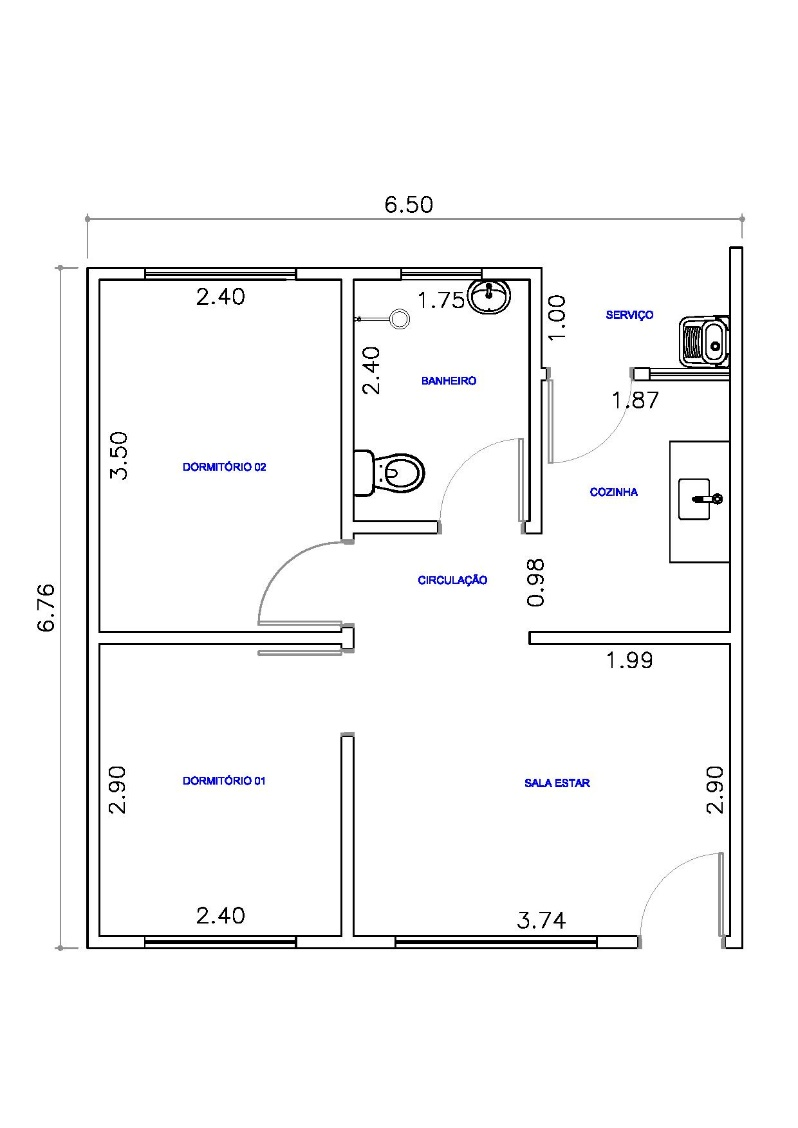 6.50
2.40
1.75
1.00
SERVIÇO
2.40
BANHEIRO
1.87
3.50
DORMITÓRIO 02
COZINHA
CIRCULAÇÃO
0.98
6.76
1.99
2.90
DORMITÓRIO 01
SALA ESTAR
2.90
2.40
3.74